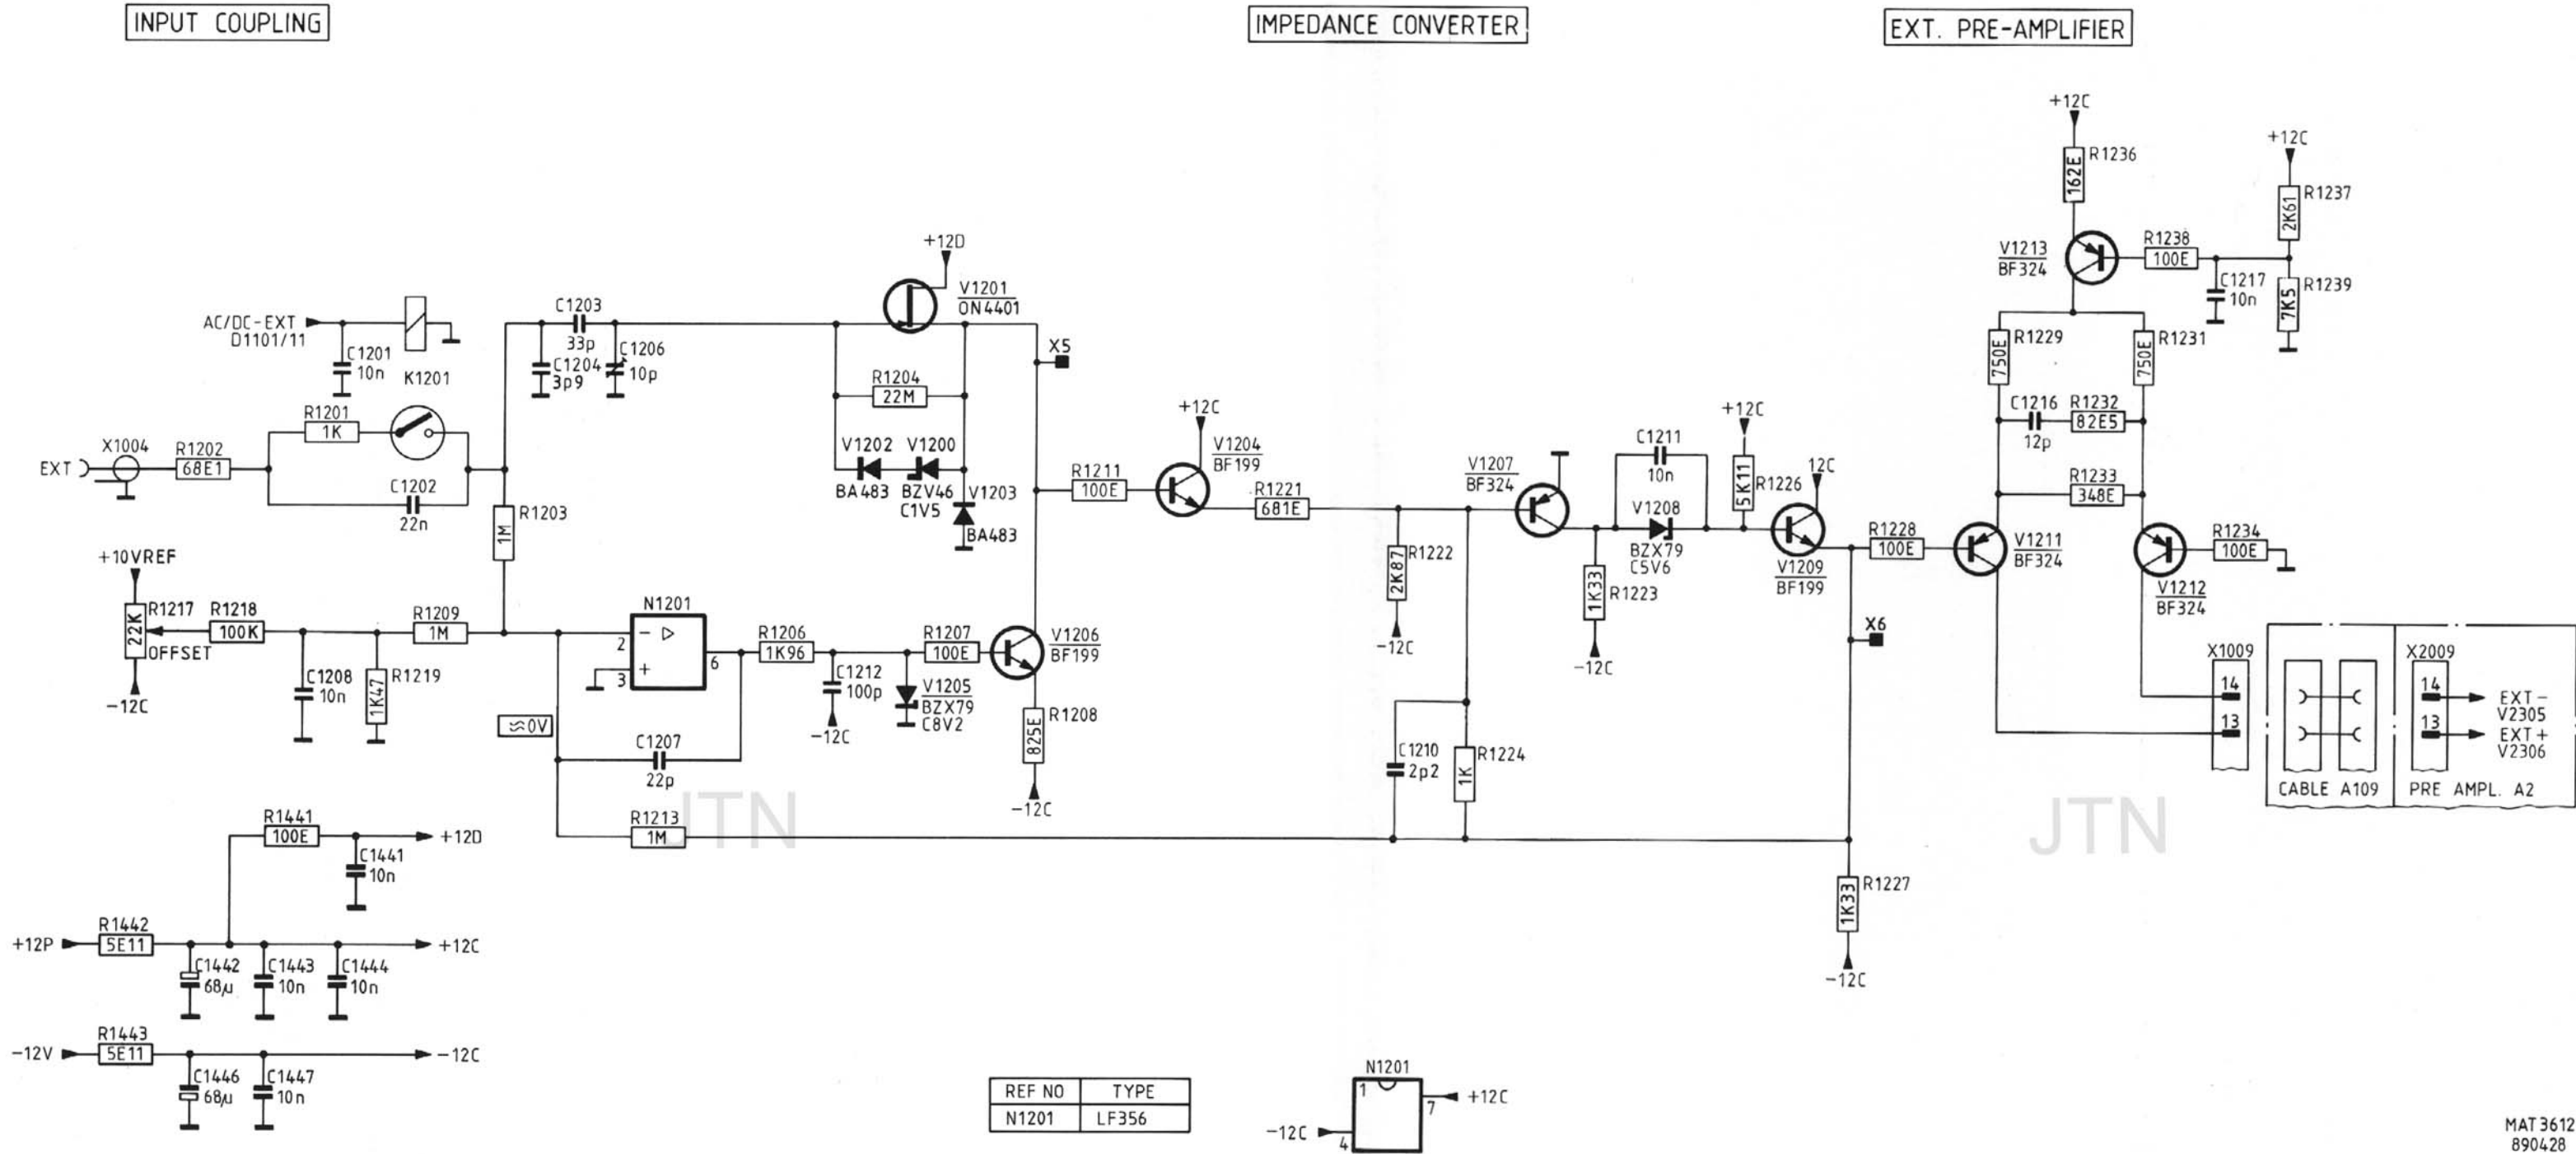 INPUT COUPLING
IMPEDANCE CONVERTER
EXT. PRE-AMPLIFIER
+12C
R1236
162E
+12C
R1237
2K61
V1213
BF324
R1238
100E
C1217
10n
R1239
7K5
+12D
V1201
ON4401
AC/DC-EXT
D1101/11
C1201
10n
K1201
C1203
33p
C1204
3p9
C1206
10p
X5
R1204
22M
R1229
750E
R1231
750E
C1216
12p
R1232
82E5
R1201
1K
X1004
EXT
R1202
68E1
C1202
22n
R1203
1M
V1202
BA483
V1200
BZV46
C1V5
V1203
BA483
R1211
100E
+12C
V1204
BF199
R1221
681E
V1207
BF324
C1211
10n
V1208
BZX79
C5V6
+12C
R1226
5K11
12C
V1209
BF199
R1228
100E
R1233
348E
V1211
BF324
R1234
100E
V1212
BF324
+10VREF
R1217
22K
OFFSET
-12C
R1218
100K
C1208
10n
R1219
1K47
R1209
1M
N1201
-
2
+
3
6
R1206
1K96
C1212
100p
-12C
R1207
100E
V1205
BZX79
C8V2
V1206
BF199
R1208
825E
-12C
R1222
2K87
-12C
R1223
1K33
-12C
X6
X1009
14
13
X2009
14
13
EXT-
V2305
EXT+
V2306
CABLE A109
PRE AMPL. A2
≈0V
C1207
22p
C1210
2p2
R1224
1K
R1213
1M
JTN
JTN
R1227
1K33
-12C
R1441
100E
+12D
C1441
10n
+12P
R1442
5E11
+12C
C1442
68µ
C1443
10n
C1444
10n
-12V
R1443
5E11
-12C
C1446
68µ
C1447
10n
REF NO TYPE
N1201 LF356
N1201
1
7
+12C
-12C
4
MAT3612
890428